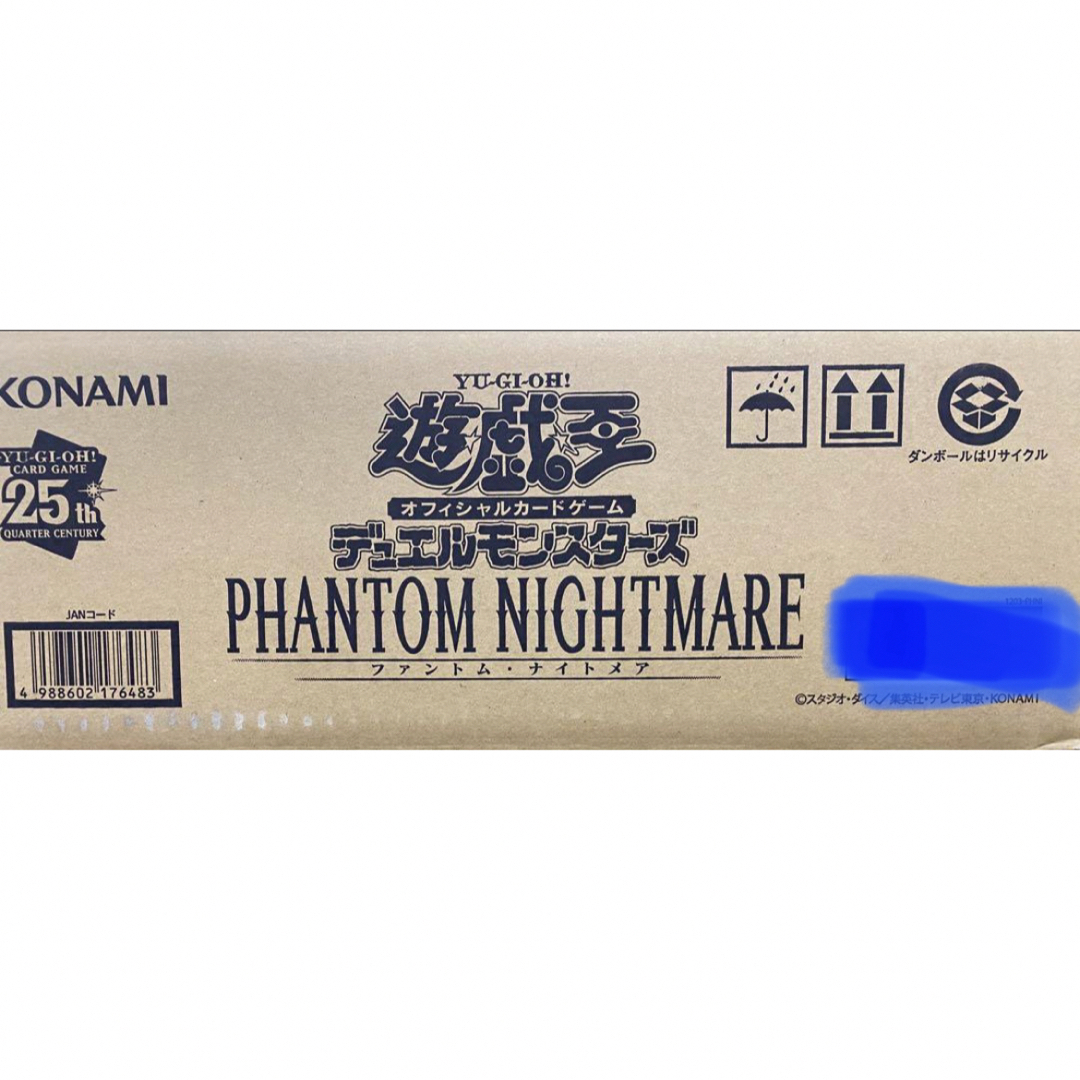 KONAMI
YU-GI-OH!
CARD GAME
25th
QUARTER CENTURY
JANコード
4 988602 176483
YU-GI-OH!
遊☆戯☆王
オフィシャルカードゲーム
デュエルモンスターズ
PHANTOM NIGHTMARE
ファントム・ナイトメア
ダンボールはリサイクル
©スタジオ・ダイス／集英社・テレビ東京・KONAMI